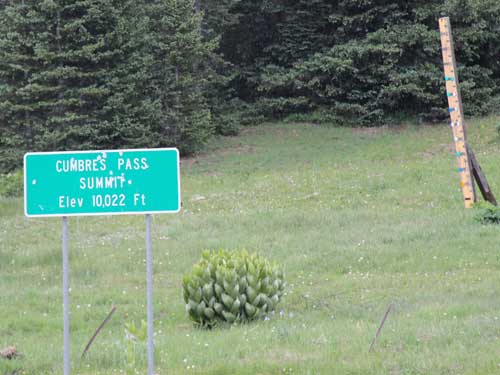 CUMBRES PASS
SUMMIT
Elev 10,022 Ft